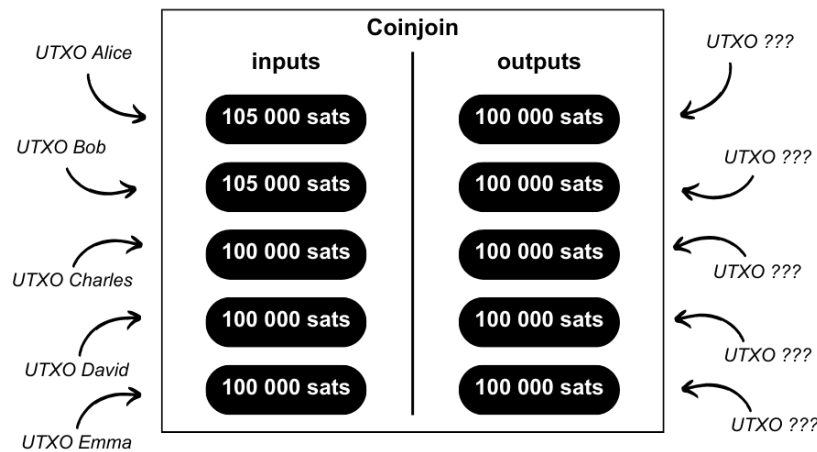 Coinjoin
inputs
outputs
UTXO Alice
105 000 sats
100 000 sats
UTXO ???
UTXO Bob
105 000 sats
100 000 sats
UTXO ???
UTXO Charles
100 000 sats
100 000 sats
UTXO ???
UTXO David
100 000 sats
100 000 sats
UTXO ???
UTXO Emma
100 000 sats
100 000 sats
UTXO ???